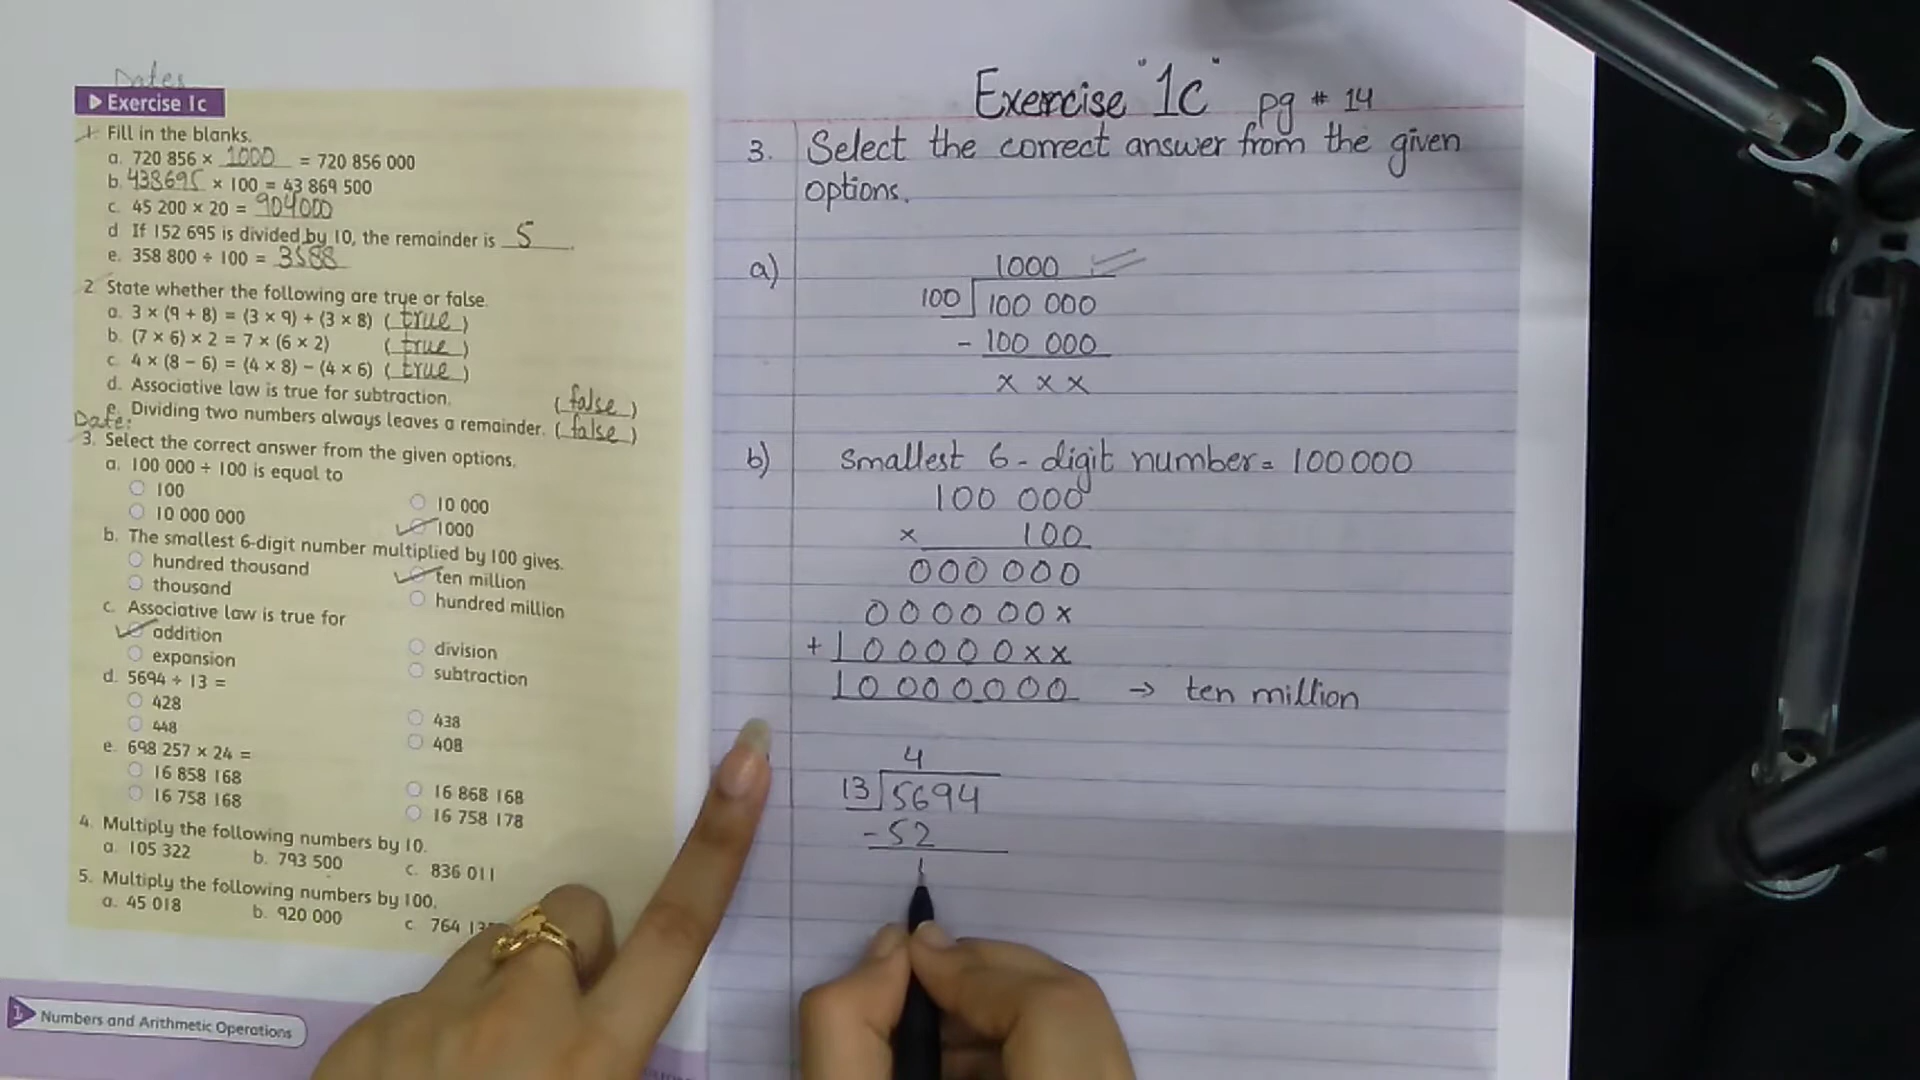 Dates
Exercise 1c
1 Fill in the blanks.
a. 720 856 × 1000 = 720 856 000
b. 438695 × 100 = 43 869 500
c. 45 200 × 20 = 904000
d If 152 695 is divided by 10, the remainder is 5.
e. 358 800 ÷ 100 = 3588
2 State whether the following are true or false.
a. 3 × (9 + 8) = (3 × 9) + (3 × 8) (true)
b. (7 × 6) × 2 = 7 × (6 × 2) (true)
c. 4 × (8 − 6) = (4 × 8) − (4 × 6) (true)
d. Associative law is true for subtraction. (false)
e. Dividing two numbers always leaves a remainder. (false)
Date:
3. Select the correct answer from the given options.
a. 100 000 ÷ 100 is equal to
100
10 000
10 000 000
1000
b. The smallest 6-digit number multiplied by 100 gives.
hundred thousand
ten million
thousand
hundred million
c. Associative law is true for
addition
division
expansion
subtraction
d. 5694 ÷ 13 =
428
438
448
408
e. 698 257 × 24 =
16 858 168
16 868 168
16 758 168
16 758 178
4. Multiply the following numbers by 10.
a. 105 322 b. 793 500 c. 836 011
5. Multiply the following numbers by 100.
a. 45 018 b. 920 000 c 764
1 Numbers and Arithmetic Operations
Exercise "1c" pg # 14
3. Select the correct answer from the given
options.
a)
1000
100 100 000
- 100 000
x x x
b) smallest 6-digit number = 100000
100 000
× 100
000 000
000000x
+100000xx
10000000 → ten million
4
13 5694
-52
1